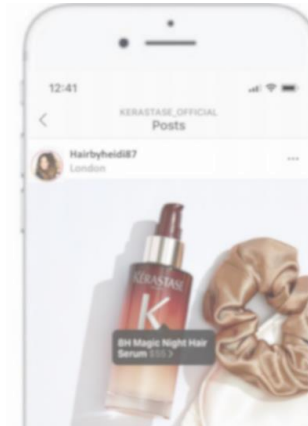 12:41
KERASTASE_OFFICIAL
Posts
Hairbyheidi87
London
KÉRASTASE
K
8H Magic Night Hair
Serum